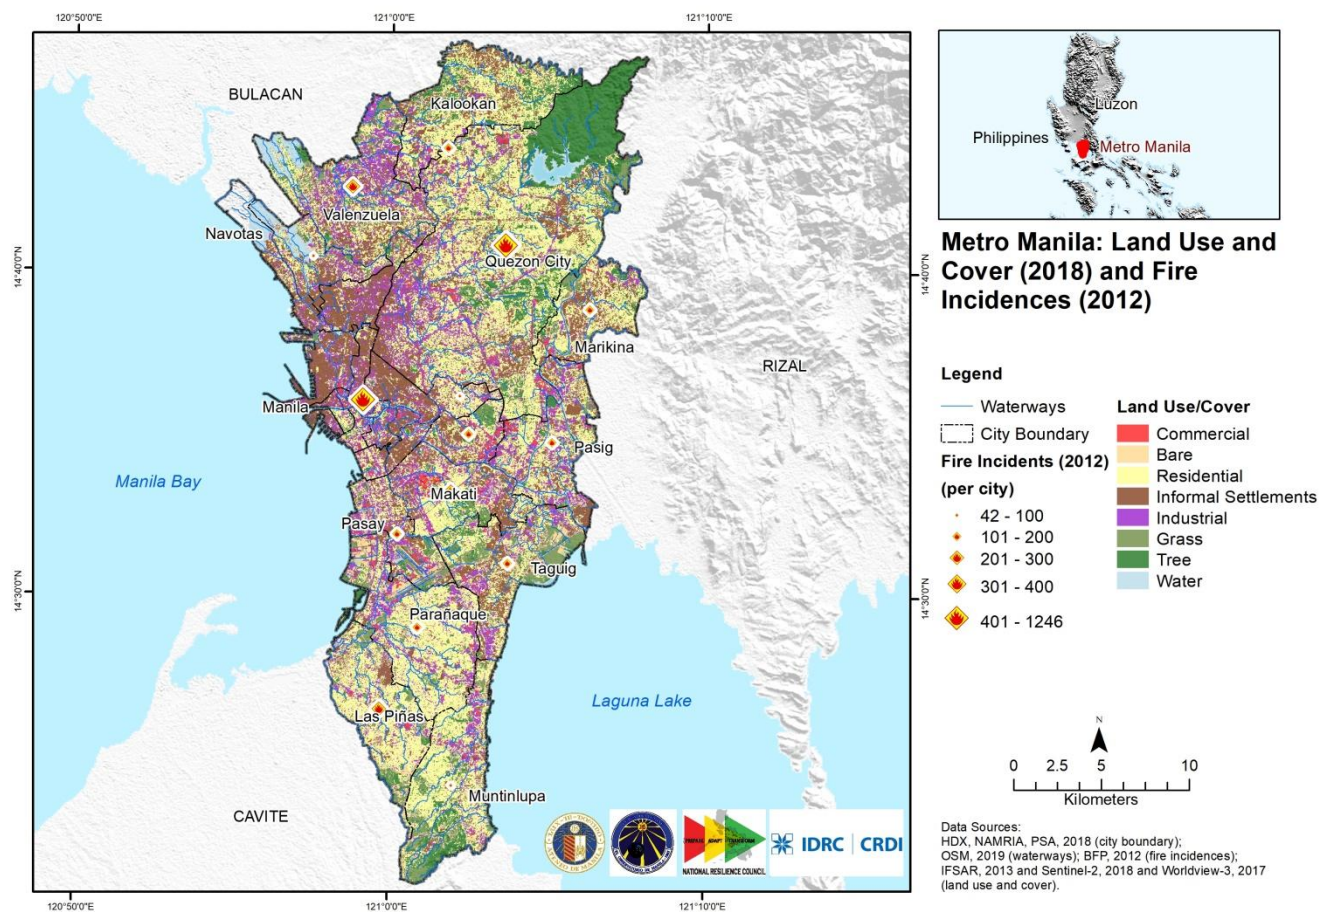 120°50'0"E
121°0'0"E
121°10'0"E
BULACAN
Kalookan
Valenzuela
Navotas
Quezon City
14°40'0"N
14°40'0"N
Marikina
RIZAL
Manila
Pasig
Manila Bay
Makati
Pasay
Taguig
14°30'0"N
14°30'0"N
Parañaque
Laguna Lake
Las Piñas
Muntinlupa
CAVITE
NATIONAL RESILIENCE COUNCIL
IDRC | CRDI
120°50'0"E
121°0'0"E
121°10'0"E
Luzon
Philippines
Metro Manila
Metro Manila: Land Use and
Cover (2018) and Fire
Incidences (2012)
Legend
Waterways
City Boundary
Fire Incidents (2012)
(per city)
42 - 100
101 - 200
201 - 300
301 - 400
401 - 1246
Land Use/Cover
Commercial
Bare
Residential
Informal Settlements
Industrial
Grass
Tree
Water
N
0 2.5 5 10
Kilometers
Data Sources:
HDX, NAMRIA, PSA, 2018 (city boundary);
OSM, 2019 (waterways); BFP, 2012 (fire incidences);
IFSAR, 2013 and Sentinel-2, 2018 and Worldview-3, 2017
(land use and cover).